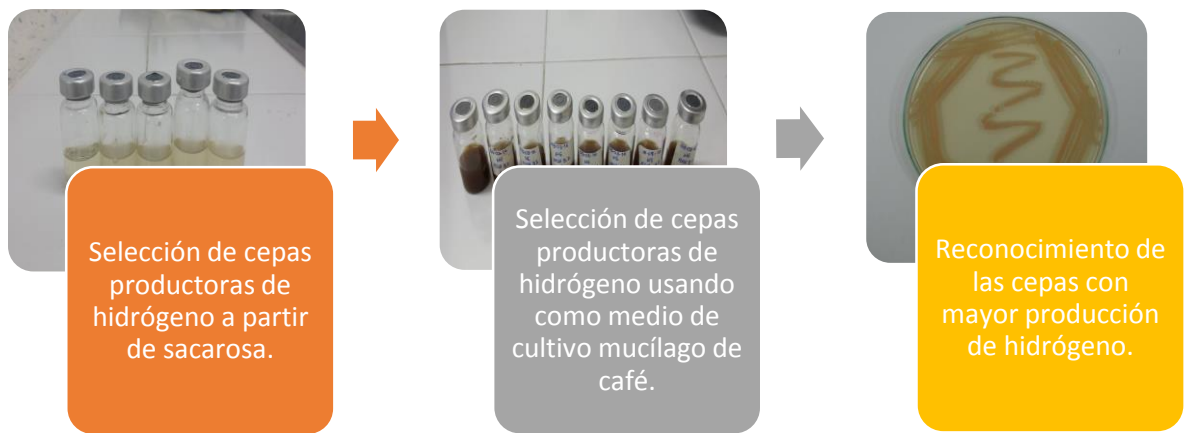 Selección de cepas
productoras de
hidrógeno a partir
de sacarosa.
Selección de cepas
productoras de
hidrógeno usando
como medio de
cultivo mucílago de
café.
Reconocimiento de
las cepas con
mayor producción
de hidrógeno.